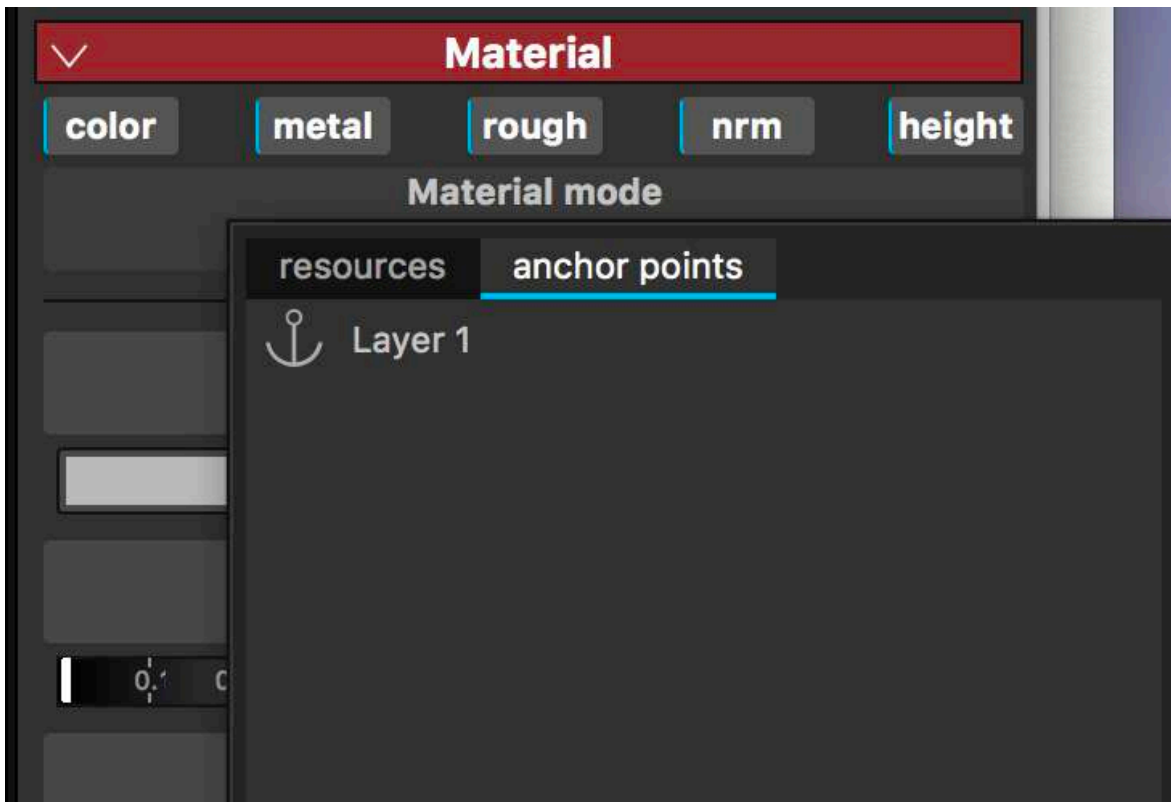 Material
color metal rough nrm height
Material mode
resources anchor points
Layer 1